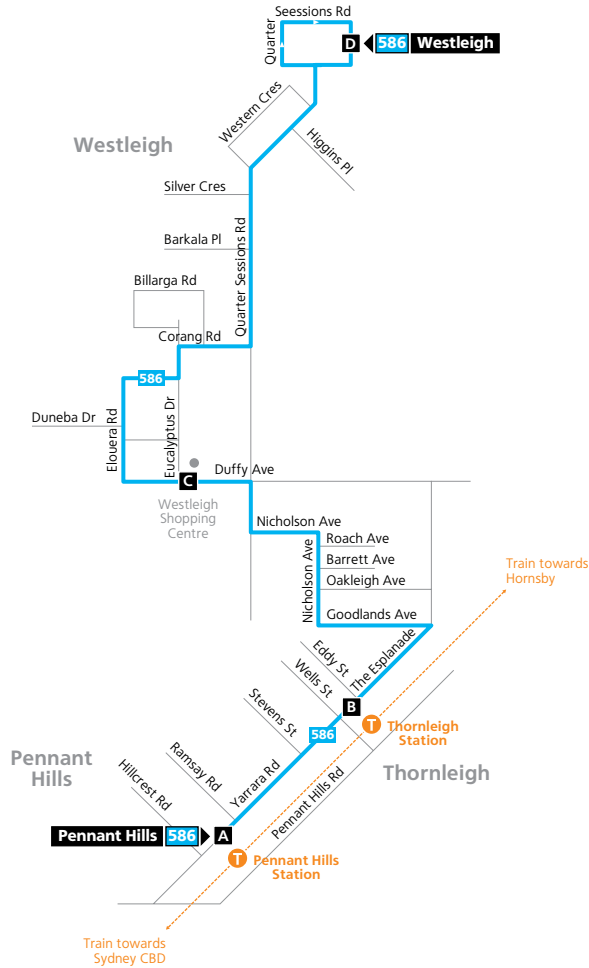 Seessions Rd
Quarter
D
586
Westleigh
Western Cres
Higgins Pl
Westleigh
Silver Cres
Barkala Pl
Quarter Sessions Rd
Billarga Rd
Corang Rd
586
Duneba Dr
Elouera Rd
Eucalyptus Dr
C
Duffy Ave
Westleigh
Shopping
Centre
Nicholson Ave
Nicholson Ave
Roach Ave
Barrett Ave
Oakleigh Ave
Goodlands Ave
Train towards
Hornsby
Eddy St
The Esplanade
Wells St
B
Stevens St
586
T
Thornleigh
Station
Thornleigh
Pennant
Hills
Ramsay Rd
Hillcrest Rd
Yarrara Rd
Pennant Hills Rd
Pennant Hills
586
A
T
Pennant Hills
Station
Train towards
Sydney CBD